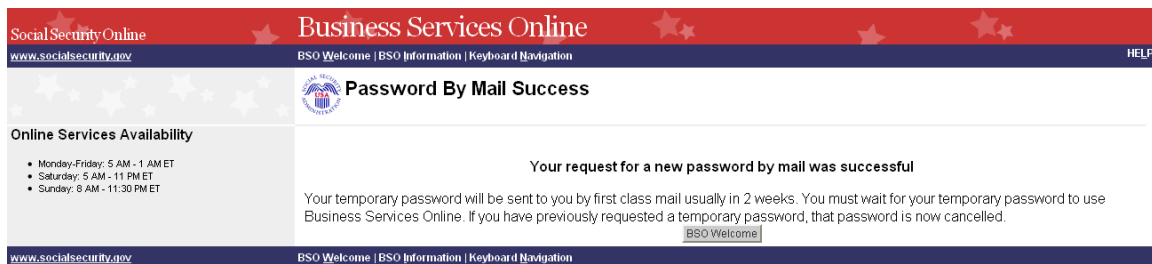 Social Security Online
Business Services Online
www.socialsecurity.gov
BSO Welcome | BSO Information | Keyboard Navigation
HELP
SOCIAL SECURITY ADMINISTRATION
USA
Password By Mail Success
Online Services Availability
• Monday-Friday: 5 AM - 1 AM ET
• Saturday: 5 AM - 11 PM ET
• Sunday: 8 AM - 11:30 PM ET
Your request for a new password by mail was successful
Your temporary password will be sent to you by first class mail usually in 2 weeks. You must wait for your temporary password to use
Business Services Online. If you have previously requested a temporary password, that password is now cancelled.
BSO Welcome
www.socialsecurity.gov
BSO Welcome | BSO Information | Keyboard Navigation